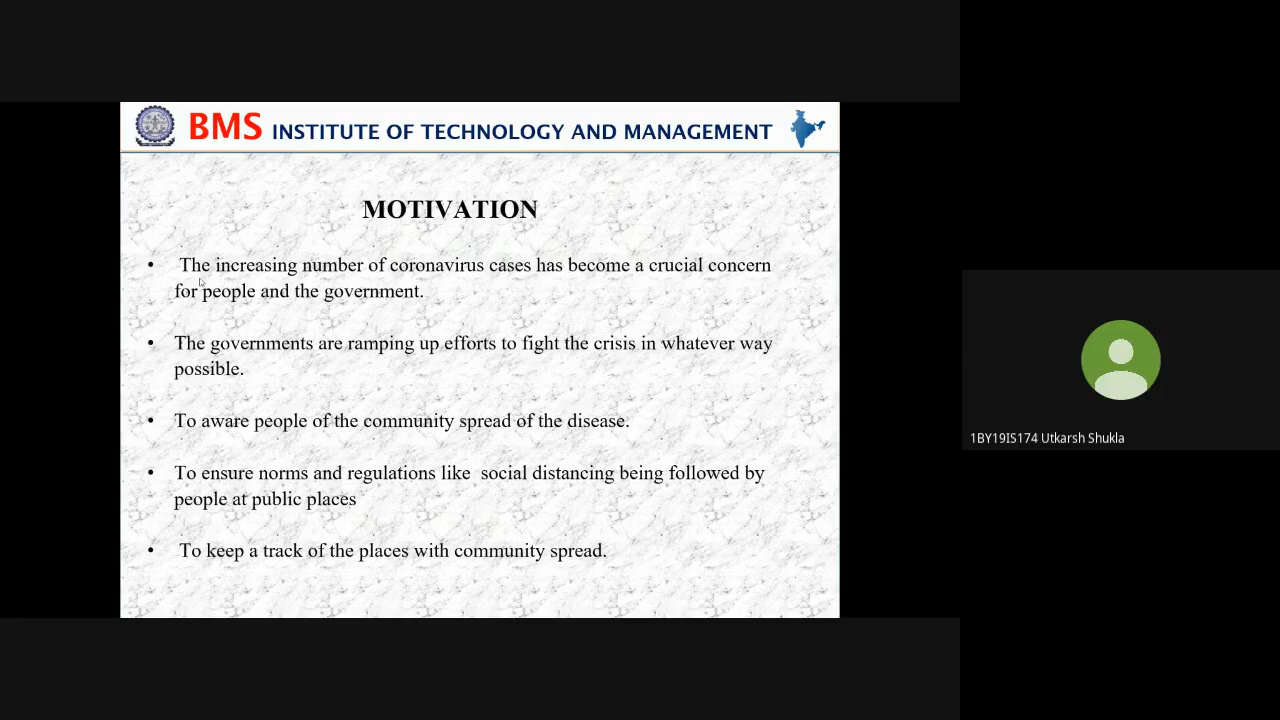 BMS INSTITUTE OF TECHNOLOGY AND MANAGEMENT
MOTIVATION
• The increasing number of coronavirus cases has become a crucial concern
for people and the government.
• The governments are ramping up efforts to fight the crisis in whatever way
possible.
• To aware people of the community spread of the disease.
• To ensure norms and regulations like  social distancing being followed by
people at public places
• To keep a track of the places with community spread.
1BY19IS174 Utkarsh Shukla